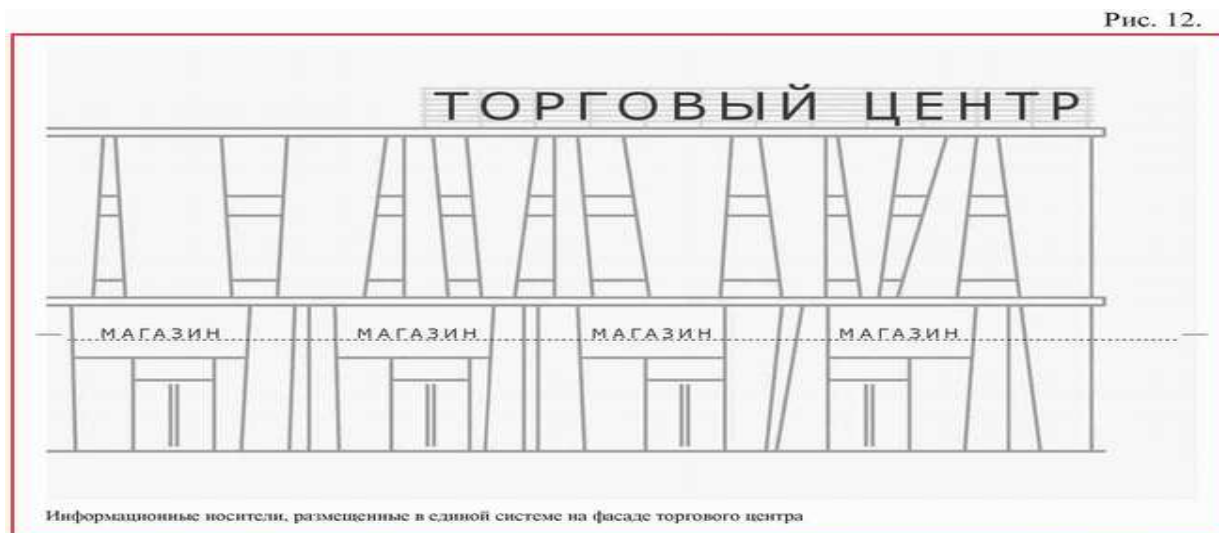 Рис. 12.
ТОРГОВЫЙ ЦЕНТР
МАГАЗИН МАГАЗИН МАГАЗИН МАГАЗИН
Информационные носители, размещенные в единой системе на фасаде торгового центра